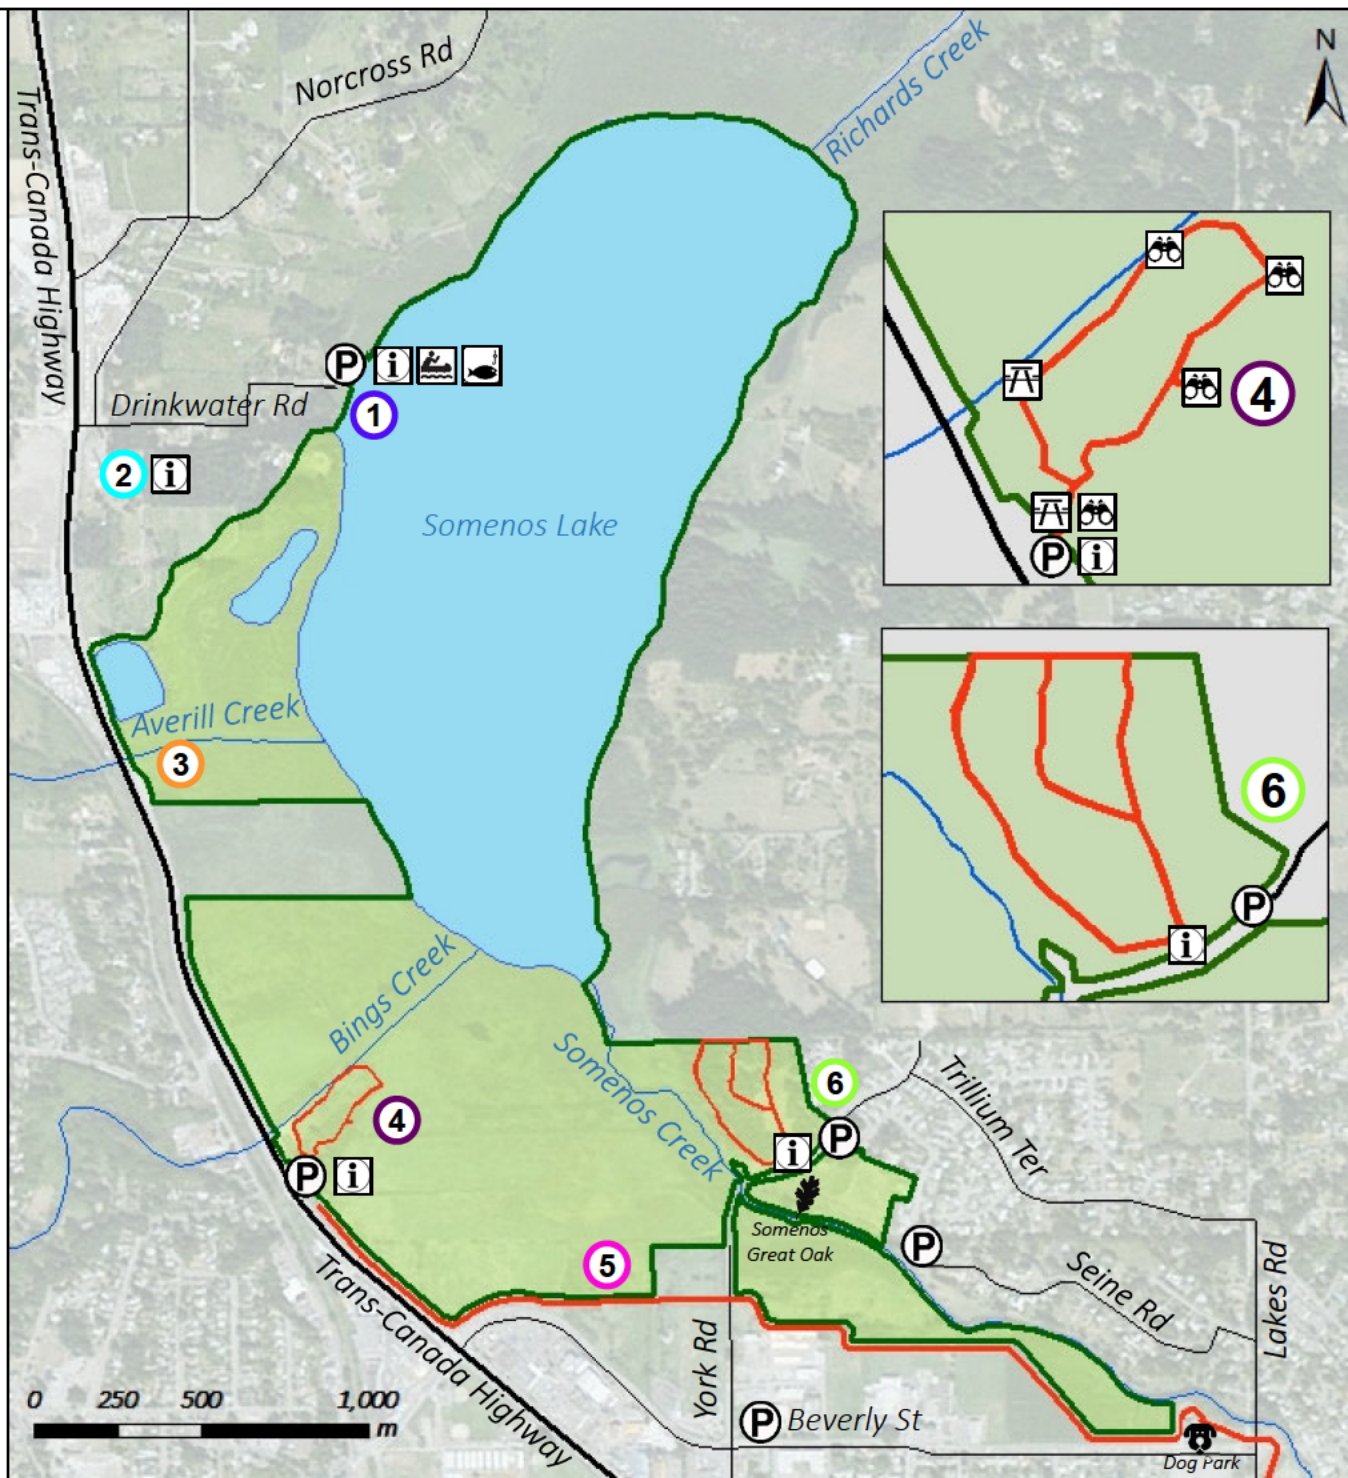 N
Norcross Rd
Richards Creek
Trans-Canada Highway
P
i
Drinkwater Rd
1
2
i
Somenos Lake
4
P
i
Averill Creek
3
6
P
i
Bings Creek
Somenos Creek
4
P
i
6
P
i
Trillium Ter
Somenos
Great Oak
P
5
Seine Rd
Lakes Rd
Trans-Canada Highway
York Rd
0 250 500 1,000
m
P
Beverly St
Dog Park